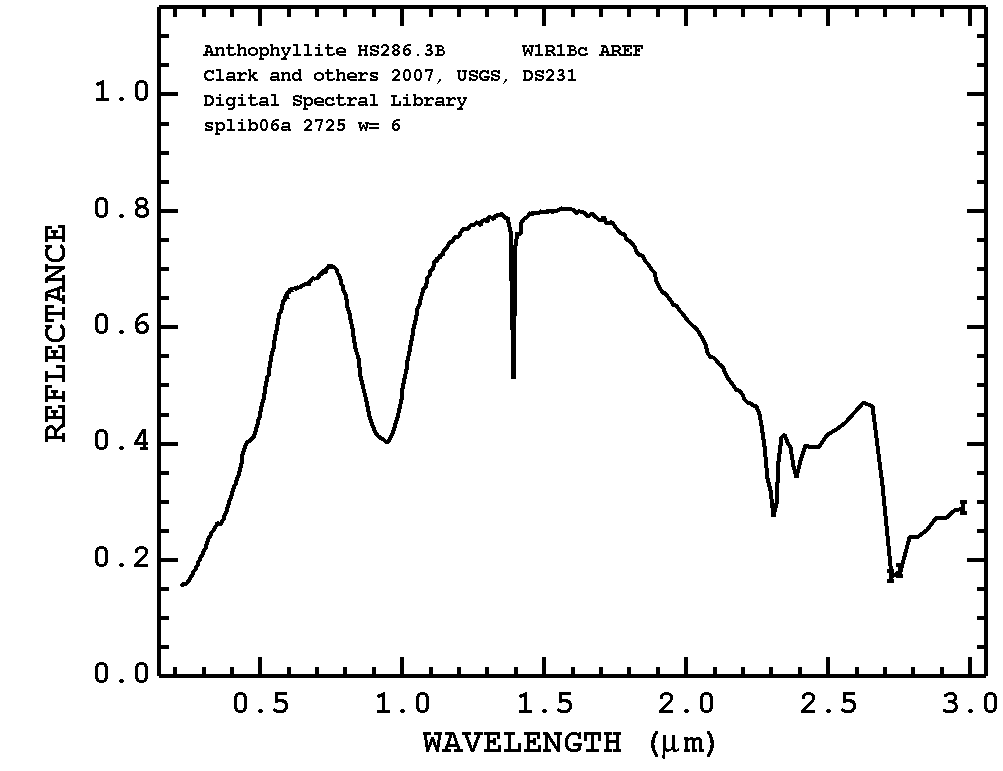 Anthophyllite HS286.3B W1R1Bc AREF
Clark and others 2007, USGS, DS231
Digital Spectral Library
splib06a 2725 w= 6
REFLECTANCE
1.0
0.8
0.6
0.4
0.2
0.0
0.5 1.0 1.5 2.0 2.5 3.0
WAVELENGTH (μm)